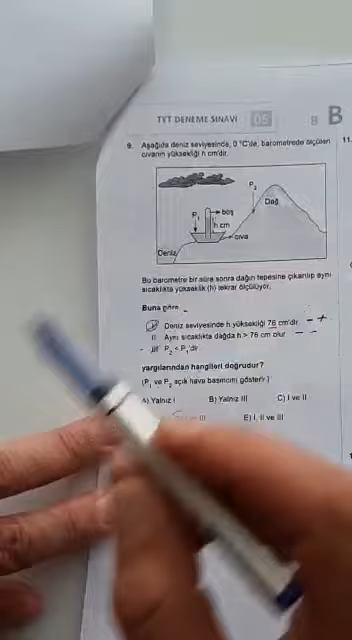 TYT DENEME SINAVI 05 B B
9. Aşağıda deniz seviyesinde, 0 °C'de, barometrede ölçülen 11.
cıvanın yüksekliği h cm'dir.
P2
Dağ
P1 boş
h cm
cıva
Deniz
Bu barometre bir süre sonra dağın tepesine çıkarılıp aynı
sıcaklıkta yükseklik (h) tekrar ölçülüyor.
Buna göre,
I Deniz seviyesinde h yüksekliği 76 cm'dir. - +
II Aynı sıcaklıkta dağda h > 76 cm olur - -
III P2 < P1'dir
yargılarından hangileri doğrudur?
(P1 ve P2 açık hava basıncını gösterir)
A) Yalnız I B) Yalnız III C) I ve II
ve III E) I, II ve III